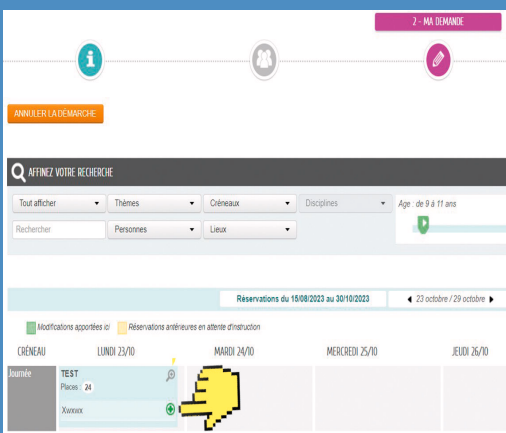 2 - MA DEMANDE
ANNULER LA DÉMARCHE
AFFINEZ VOTRE RECHERCHE
Tout afficher Thèmes Créneaux Disciplines Age : de 9 à 11 ans
Rechercher Personnes Lieux
Réservations du 15/08/2023 au 30/10/2023 23 octobre / 29 octobre
Modifications apportées ici Réservations antérieures en attente d'instruction
CRÉNEAU LUNDI 23/10 MARDI 24/10 MERCREDI 25/10 JEUDI 26/10
Journée TEST
Places : 24
Xwxwx